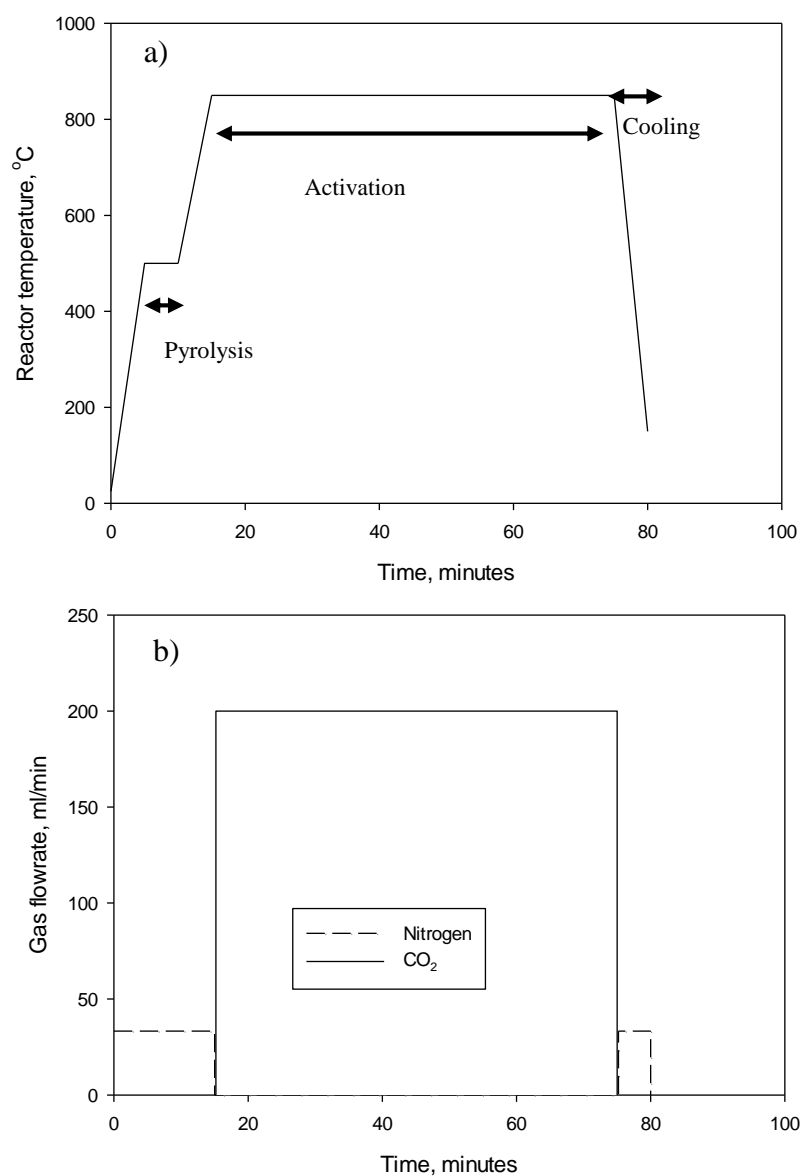 a)
1000
800
600
400
200
0
Reactor temperature, °C
Cooling
Activation
Pyrolysis
0 20 40 60 80 100
Time, minutes
b)
250
200
150
100
50
0
Gas flowrate, ml/min
Nitrogen
CO₂
0 20 40 60 80 100
Time, minutes